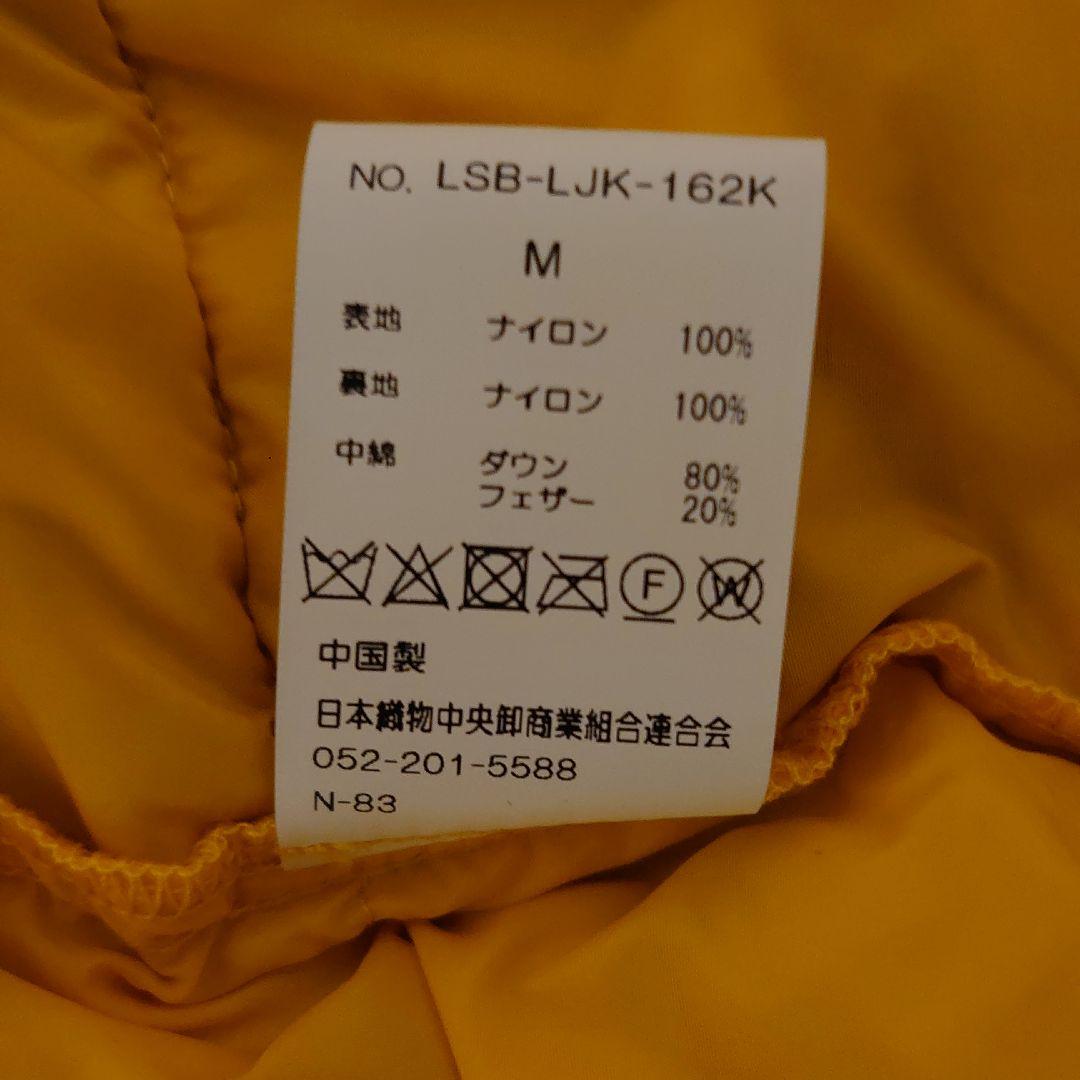 NO. LSB-LJK-162K
M
表地 ナイロン 100%
裏地 ナイロン 100%
中綿 ダウン 80%
フェザー 20%
F W
中国製
日本織物中央卸商業組合連合会
052-201-5588
N-83